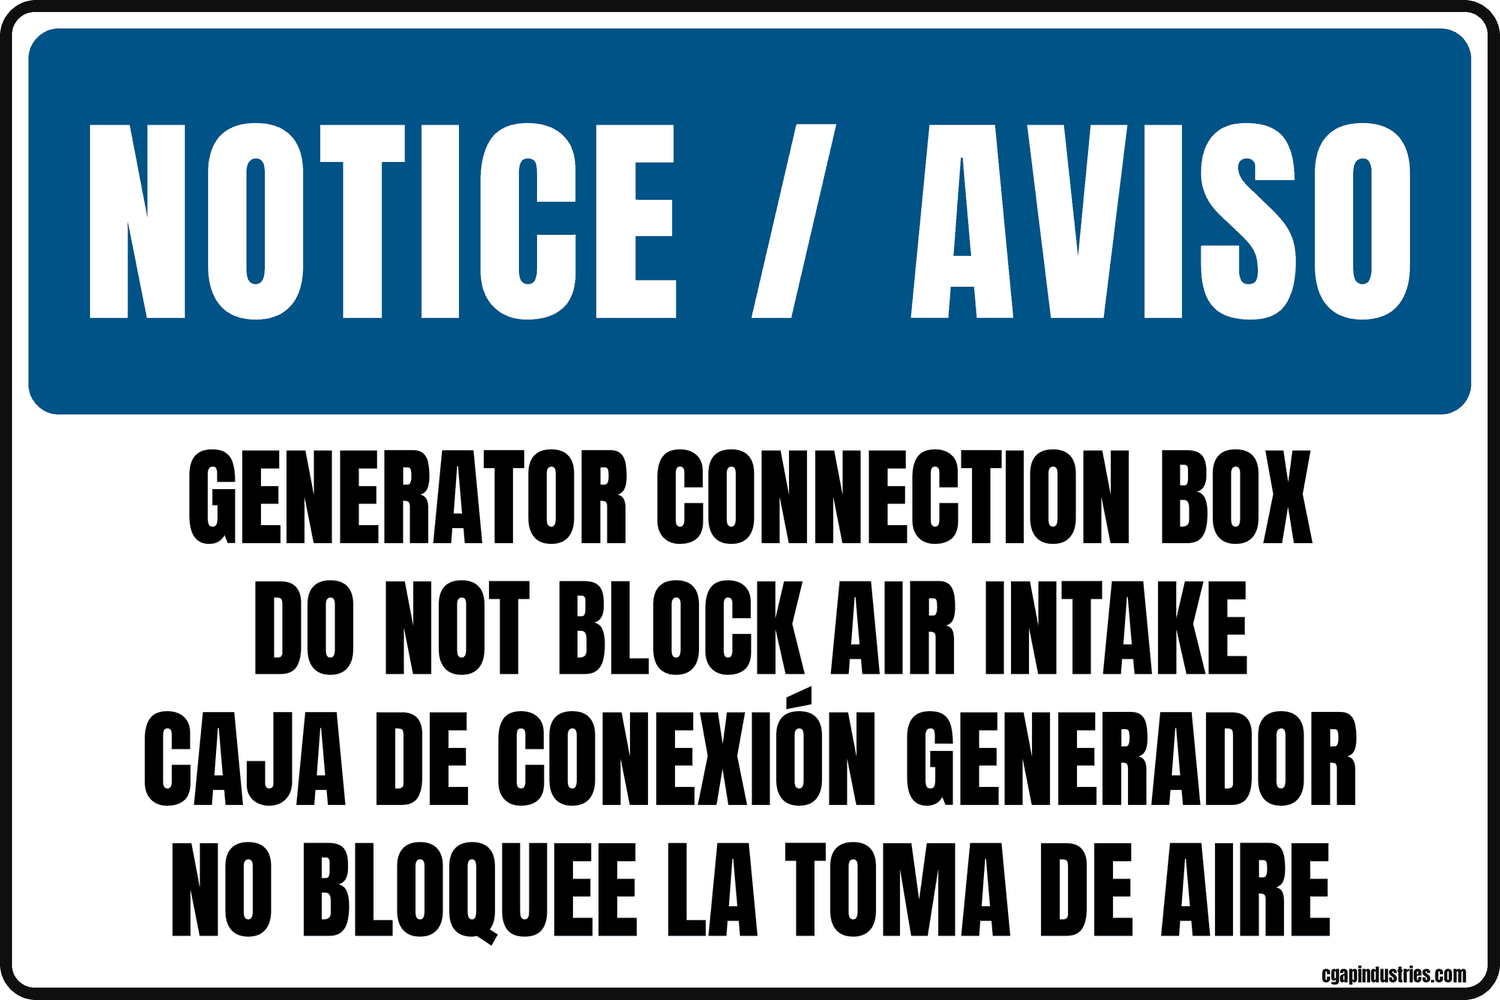 NOTICE / AVISO
GENERATOR CONNECTION BOX
DO NOT BLOCK AIR INTAKE
CAJA DE CONEXIÓN GENERADOR
NO BLOQUEE LA TOMA DE AIRE
cgapindustries.com